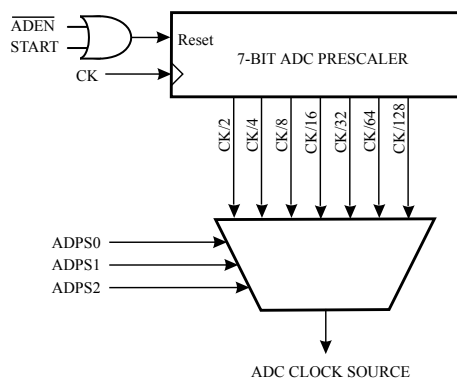 ADEN
START
Reset
7-BIT ADC PRESCALER
CK
CK/2
CK/4
CK/8
CK/16
CK/32
CK/64
CK/128
ADPS0
ADPS1
ADPS2
ADC CLOCK SOURCE